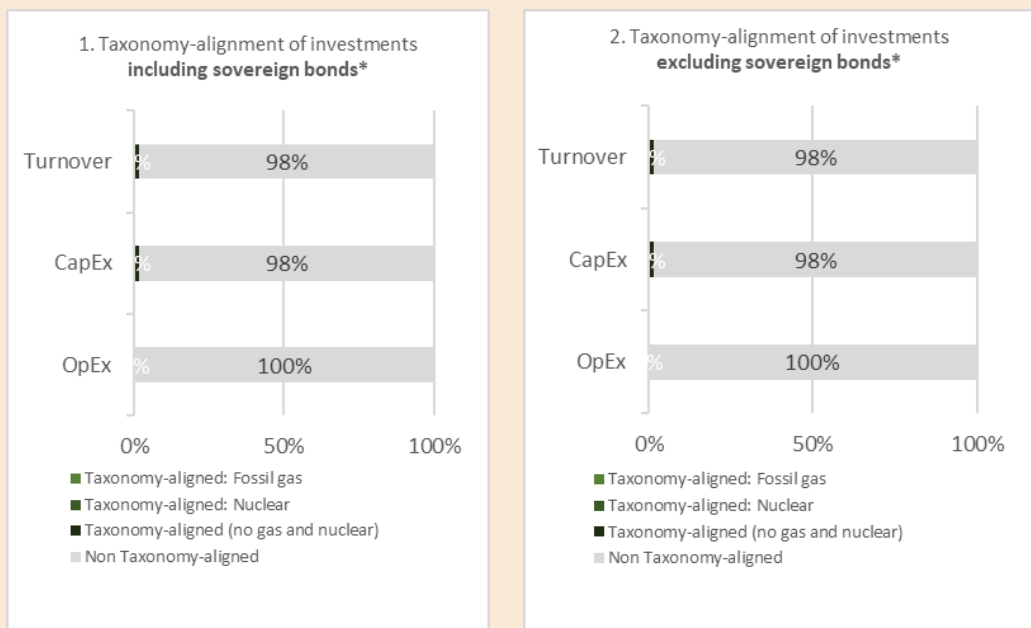 1. Taxonomy-alignment of investments
including sovereign bonds*
Turnover
%
98%
CapEx
%
98%
OpEx
%
100%
0%
50%
100%
■ Taxonomy-aligned: Fossil gas
■ Taxonomy-aligned: Nuclear
■ Taxonomy-aligned (no gas and nuclear)
■ Non Taxonomy-aligned
2. Taxonomy-alignment of investments
excluding sovereign bonds*
Turnover
%
98%
CapEx
%
98%
OpEx
%
100%
0%
50%
100%
■ Taxonomy-aligned: Fossil gas
■ Taxonomy-aligned: Nuclear
■ Taxonomy-aligned (no gas and nuclear)
■ Non Taxonomy-aligned